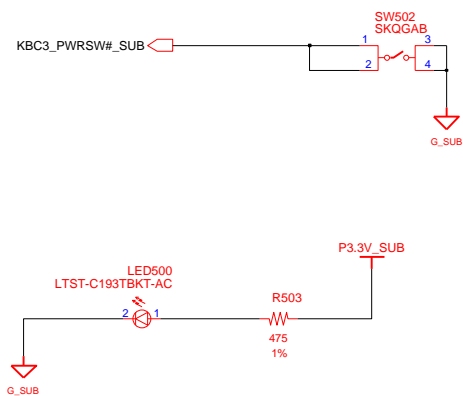 SW502
SKQGAB
KBC3_PWRSW#_SUB
1
3
2
4
G_SUB
P3.3V_SUB
LED500
LTST-C193TBKT-AC
R503
2
1
475
1%
G_SUB